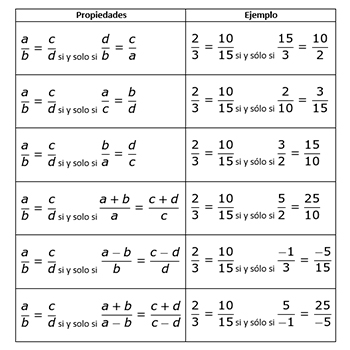 Propiedades Ejemplo
a/b = c/d si y solo si d/b = c/a 2/3 = 10/15 si y sólo si 15/3 = 10/2
a/b = c/d si y solo si a/c = b/d 2/3 = 10/15 si y sólo si 2/10 = 3/15
a/b = c/d si y solo si b/a = d/c 2/3 = 10/15 si y sólo si 3/2 = 15/10
a/b = c/d si y solo si (a + b)/a = (c + d)/c 2/3 = 10/15 si y sólo si 5/2 = 25/10
a/b = c/d si y solo si (a − b)/b = (c − d)/d 2/3 = 10/15 si y sólo si −1/3 = −5/15
a/b = c/d si y solo si (a + b)/(a − b) = (c + d)/(c − d) 2/3 = 10/15 si y sólo si 5/−1 = 25/−5